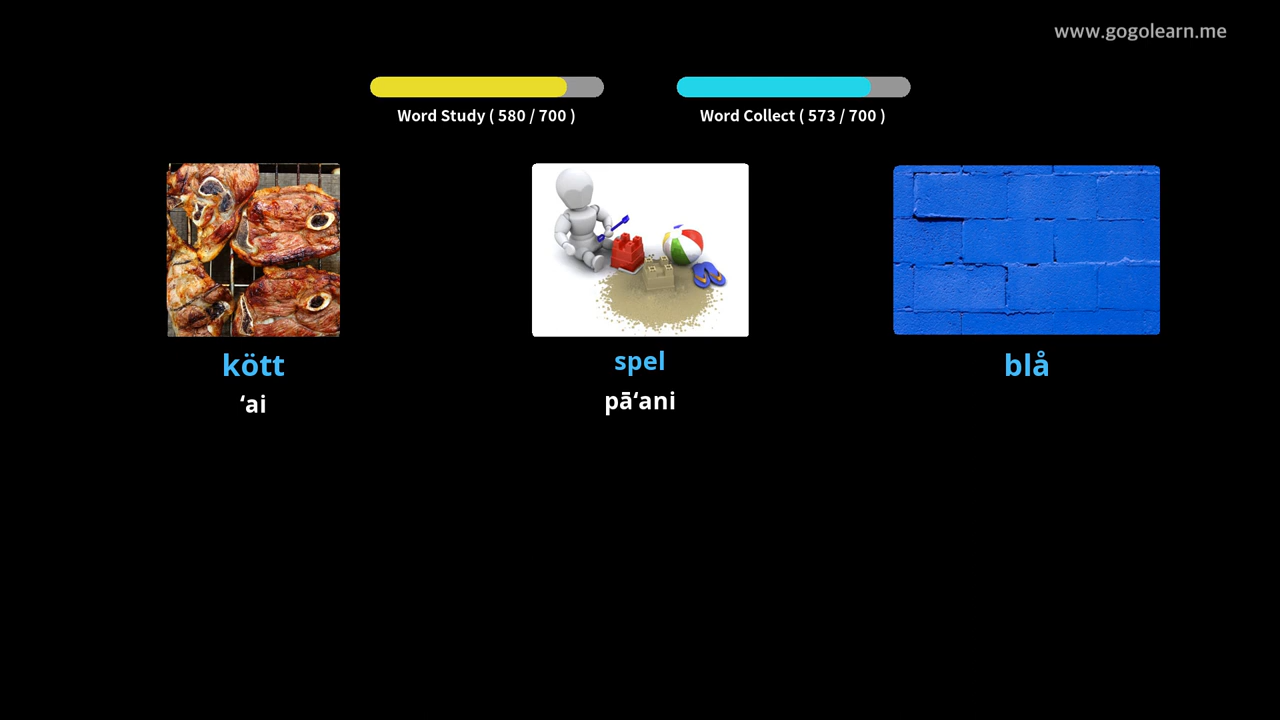 www.gogolearn.me
Word Study ( 580 / 700 )
Word Collect ( 573 / 700 )
kött
ʻai
spel
pāʻani
blå